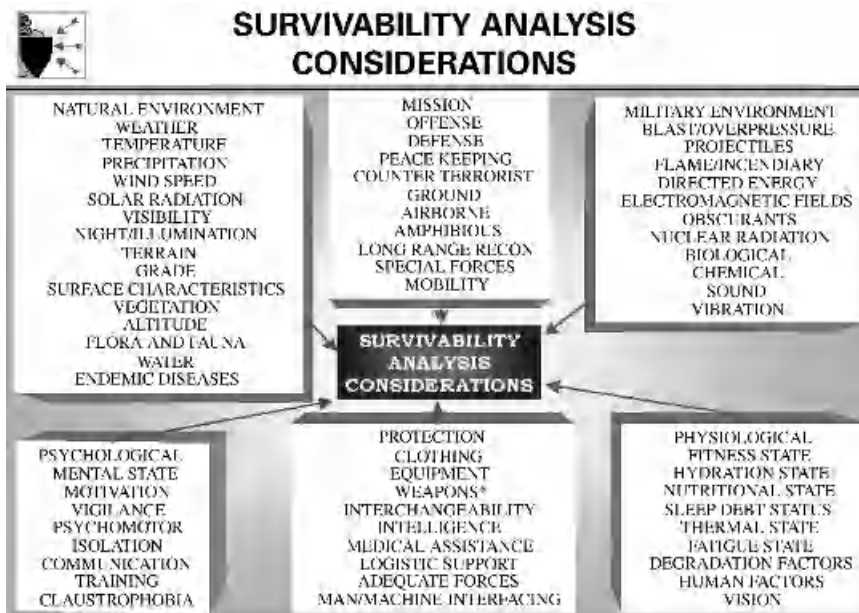 SURVIVABILITY ANALYSIS
CONSIDERATIONS
NATURAL ENVIRONMENT
WEATHER
TEMPERATURE
PRECIPITATION
WIND SPEED
SOLAR RADIATION
VISIBILITY
NIGHT/ILLUMINATION
TERRAIN
GRADE
SURFACE CHARACTERISTICS
VEGETATION
ALTITUDE
FLORA AND FAUNA
WATER
ENDEMIC DISEASES
MISSION
OFFENSE
DEFENSE
PEACE KEEPING
COUNTER TERRORIST
GROUND
AIRBORNE
AMPHIBIOUS
LONG RANGE RECON
SPECIAL FORCES
MOBILITY
MILITARY ENVIRONMENT
BLAST/OVERPRESSURE
PROJECTILES
FLAME/INCENDIARY
DIRECTED ENERGY
ELECTROMAGNETIC FIELDS
OBSCURANTS
NUCLEAR RADIATION
BIOLOGICAL
CHEMICAL
SOUND
VIBRATION
SURVIVABILITY
ANALYSIS
CONSIDERATIONS
PSYCHOLOGICAL
MENTAL STATE
MOTIVATION
VIGILANCE
PSYCHOMOTOR
ISOLATION
COMMUNICATION
TRAINING
CLAUSTROPHOBIA
PROTECTION
CLOTHING
EQUIPMENT
WEAPONS*
INTERCHANGEABILITY
INTELLIGENCE
MEDICAL ASSISTANCE
LOGISTIC SUPPORT
ADEQUATE FORCES
MAN/MACHINE INTERFACING
PHYSIOLOGICAL
FITNESS STATE
HYDRATION STATE
NUTRITIONAL STATE
SLEEP DEBT STATUS
THERMAL STATE
FATIGUE STATE
DEGRADATION FACTORS
HUMAN FACTORS
VISION